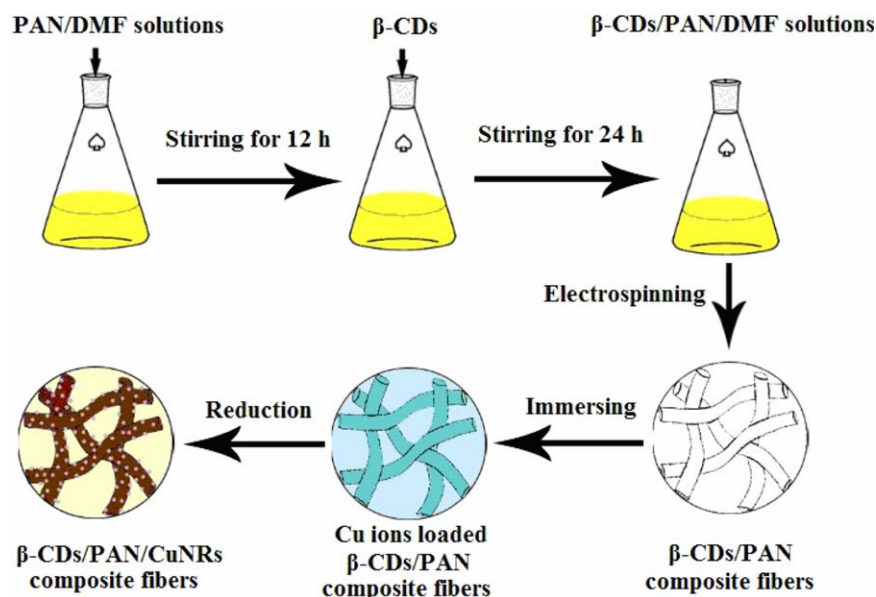 PAN/DMF solutions
β-CDs
β-CDs/PAN/DMF solutions
Stirring for 12 h
Stirring for 24 h
Electrospinning
Immersing
Reduction
β-CDs/PAN
composite fibers
Cu ions loaded
β-CDs/PAN
composite fibers
β-CDs/PAN/CuNRs
composite fibers